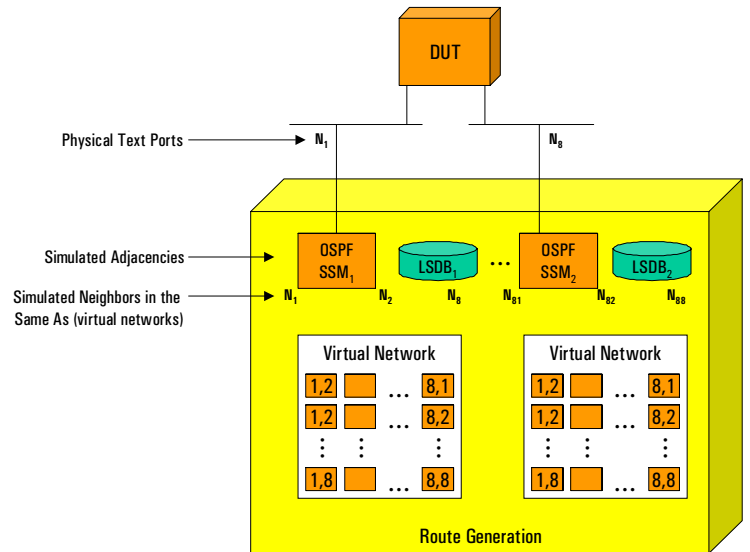 DUT
Physical Text Ports
N1
N8
Simulated Adjacencies
OSPF
SSM1
LSDB1
...
OSPF
SSM2
LSDB2
Simulated Neighbors in the
Same As (virtual networks)
N1
N2
N8
N81
N82
N88
Virtual Network
1,2 ... 8,1
1,2 ... 8,2
1,8 ... 8,8
Virtual Network
1,2 ... 8,1
1,2 ... 8,2
1,8 ... 8,8
Route Generation